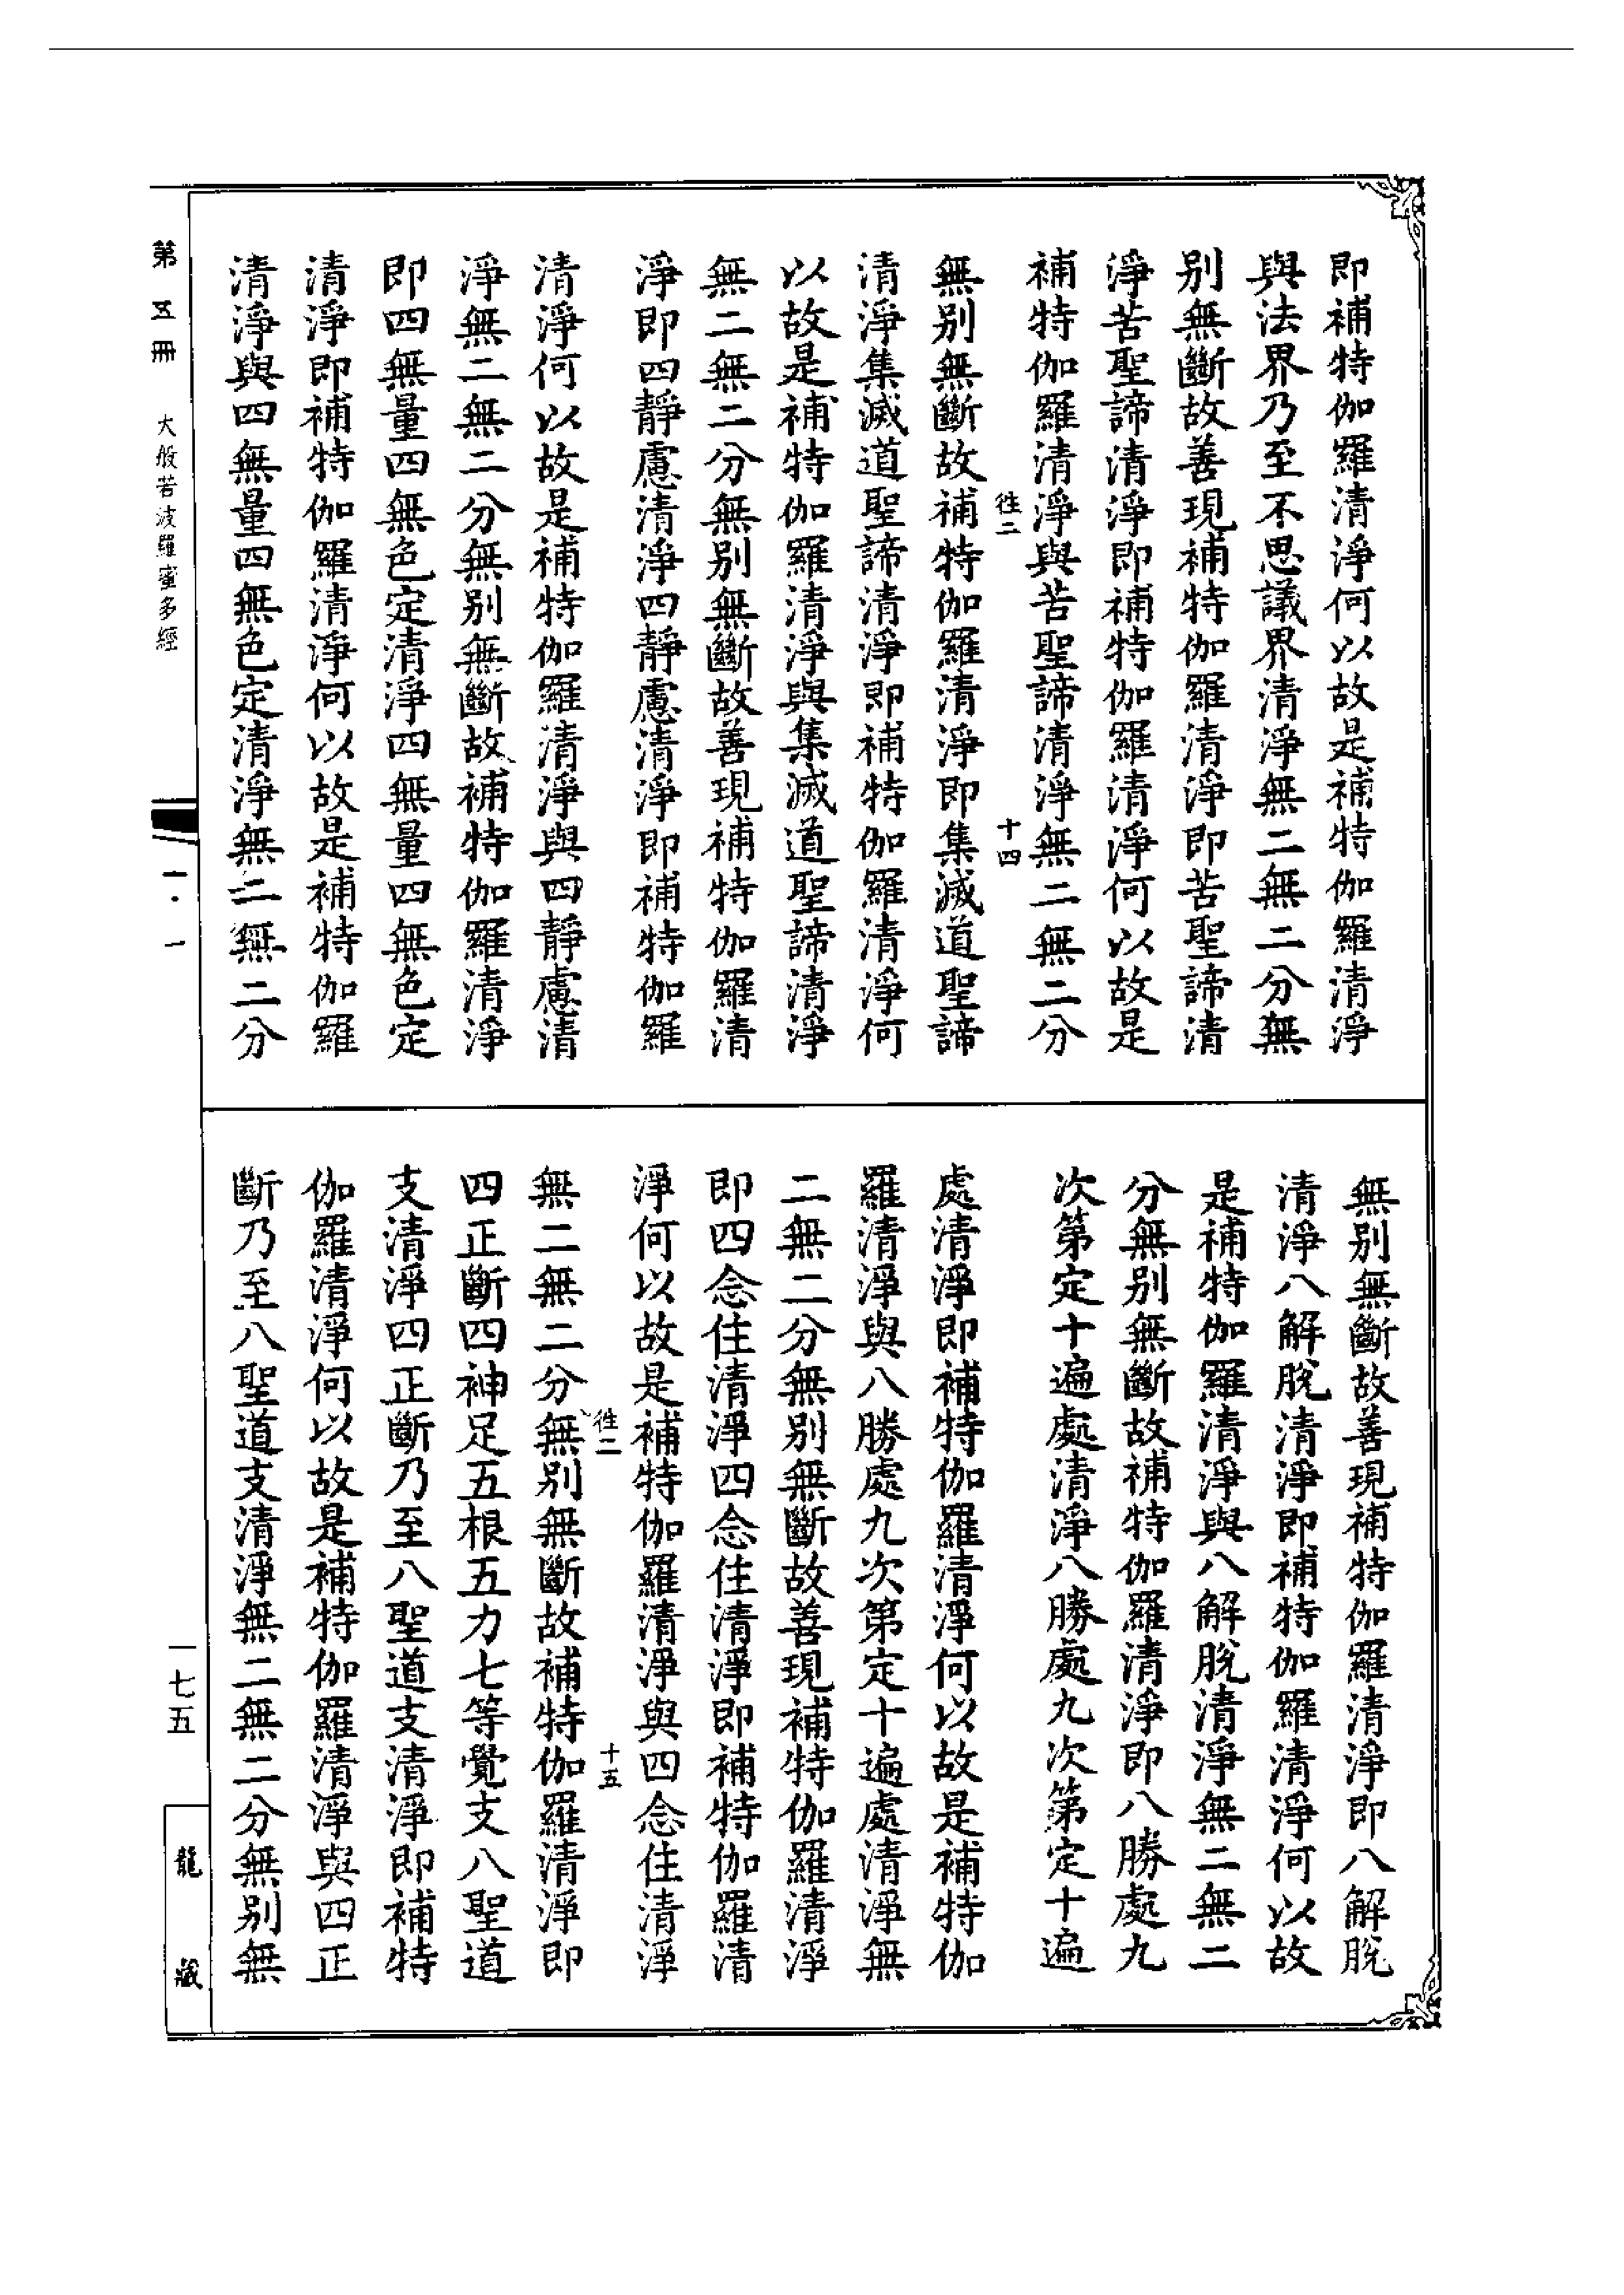 即補特伽羅清淨何以故是補特伽羅清淨
與法界乃至不思議界清淨無二無二分無
別無斷故善現補特伽羅清淨即苦聖諦清
淨苦聖諦清淨即補特伽羅清淨何以故是
補特伽羅清淨與苦聖諦清淨無二無二分
徃二
十四
無別無斷故補特伽羅清淨即集滅道聖諦
清淨集滅道聖諦清淨即補特伽羅清淨何
以故是補特伽羅清淨與集滅道聖諦清淨
無二無二分無別無斷故善現補特伽羅清
淨即四靜慮清淨四靜慮清淨即補特伽羅
清淨何以故是補特伽羅清淨與四靜慮清
淨無二無二分無別無斷故補特伽羅清淨
即四無量四無色定清淨四無量四無色定
清淨即補特伽羅清淨何以故是補特伽羅
清淨與四無量四無色定清淨無二無二分
無別無斷故善現補特伽羅清淨即八解脫
清淨八解脫清淨即補特伽羅清淨何以故
是補特伽羅清淨與八解脫清淨無二無二
分無別無斷故補特伽羅清淨即八勝處九
次第定十遍處清淨八勝處九次第定十遍
處清淨即補特伽羅清淨何以故是補特伽
羅清淨與八勝處九次第定十遍處清淨無
二無二分無別無斷故善現補特伽羅清淨
即四念住清淨四念住清淨即補特伽羅清
淨何以故是補特伽羅清淨與四念住清淨
徃二
十五
無二無二分無別無斷故補特伽羅清淨即
四正斷四神足五根五力七等覺支八聖道
支清淨四正斷乃至八聖道支清淨即補特
伽羅清淨何以故是補特伽羅清淨與四正
斷乃至八聖道支清淨無二無二分無別無
第五冊
大般若波羅蜜多經
一·一
一七五
龍藏